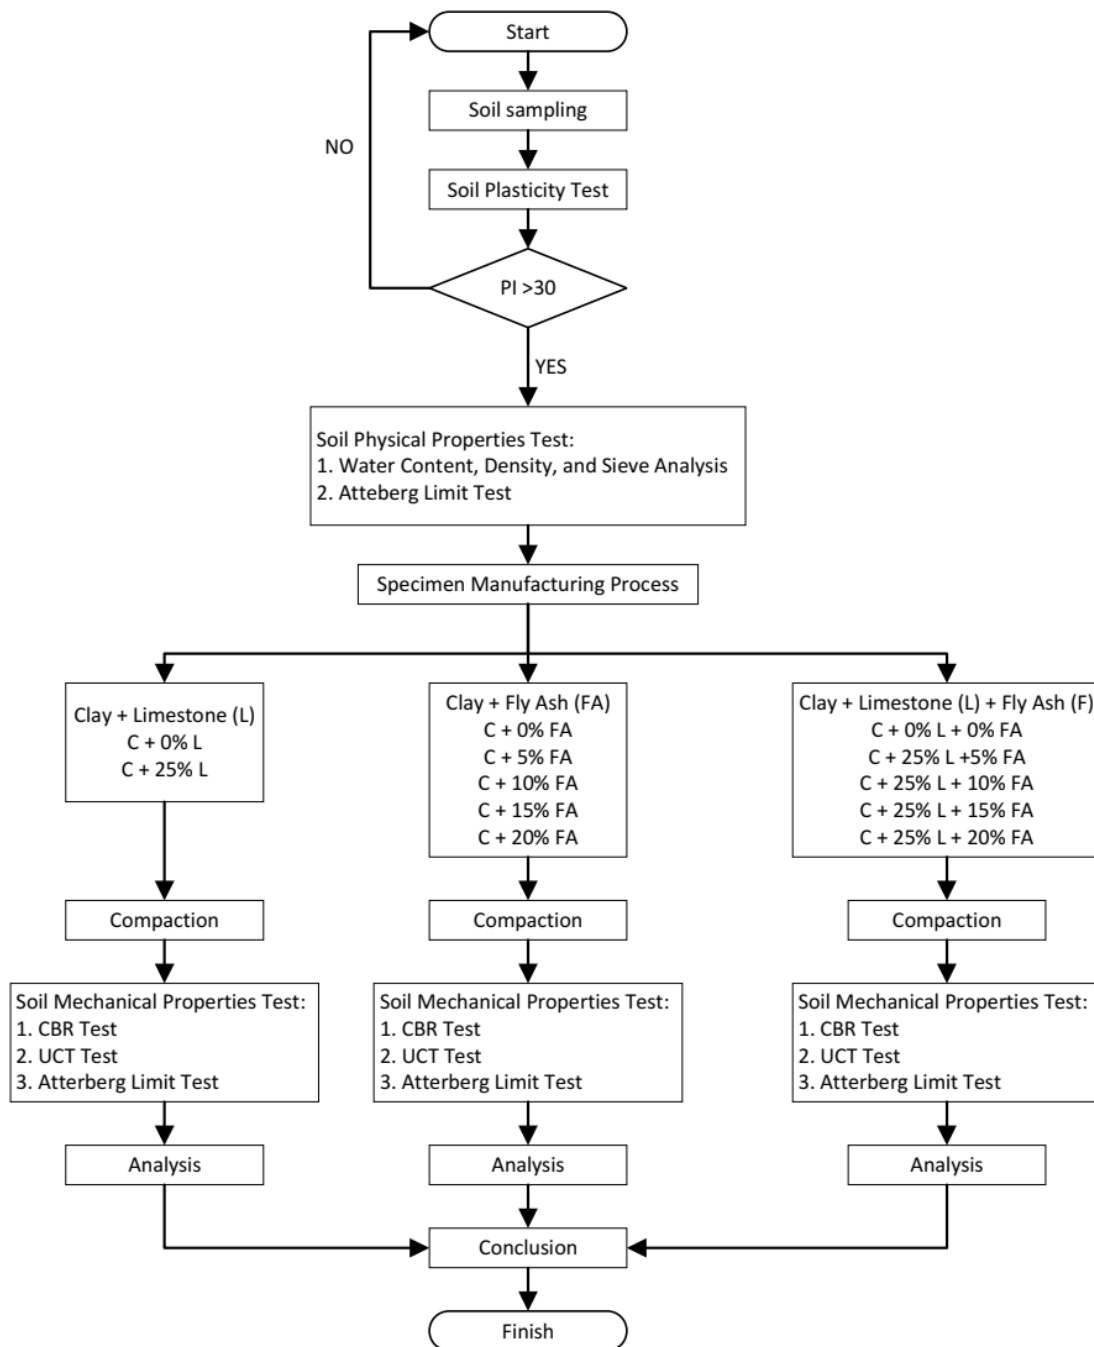 Start
Soil sampling
NO
Soil Plasticity Test
PI >30
YES
Soil Physical Properties Test:
1. Water Content, Density, and Sieve Analysis
2. Atteberg Limit Test
Specimen Manufacturing Process
Clay + Limestone (L)
C + 0% L
C + 25% L
Clay + Fly Ash (FA)
C + 0% FA
C + 5% FA
C + 10% FA
C + 15% FA
C + 20% FA
Clay + Limestone (L) + Fly Ash (F)
C + 0% L + 0% FA
C + 25% L +5% FA
C + 25% L + 10% FA
C + 25% L + 15% FA
C + 25% L + 20% FA
Compaction
Compaction
Compaction
Soil Mechanical Properties Test:
1. CBR Test
2. UCT Test
3. Atterberg Limit Test
Soil Mechanical Properties Test:
1. CBR Test
2. UCT Test
3. Atterberg Limit Test
Soil Mechanical Properties Test:
1. CBR Test
2. UCT Test
3. Atterberg Limit Test
Analysis
Analysis
Analysis
Conclusion
Finish